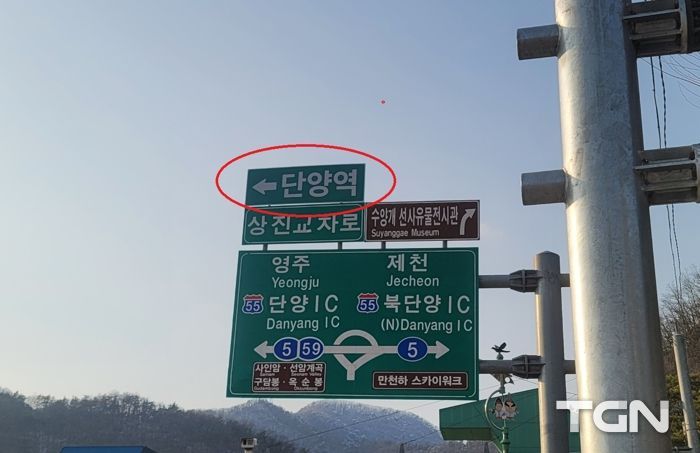 단양역
상진교차로
수양개 선사유물전시관
Suyanggae Museum
영주
Yeongju
55 단양IC
Danyang IC
제천
Jecheon
55 북단양IC
(N)Danyang IC
5 59
5
사인암·선암계곡
구담봉·옥순봉
만천하 스카이워크
TGN